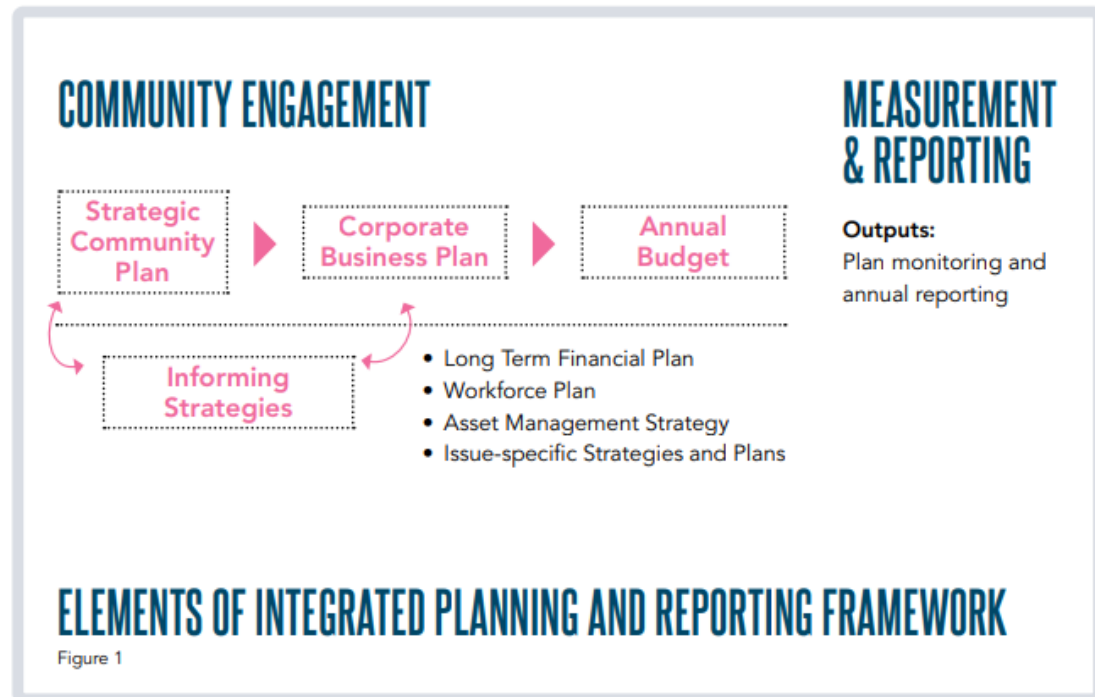 COMMUNITY ENGAGEMENT
Strategic
Community
Plan
Corporate
Business Plan
Annual
Budget
Informing
Strategies
• Long Term Financial Plan
• Workforce Plan
• Asset Management Strategy
• Issue-specific Strategies and Plans
MEASUREMENT
& REPORTING
Outputs:
Plan monitoring and
annual reporting
ELEMENTS OF INTEGRATED PLANNING AND REPORTING FRAMEWORK
Figure 1